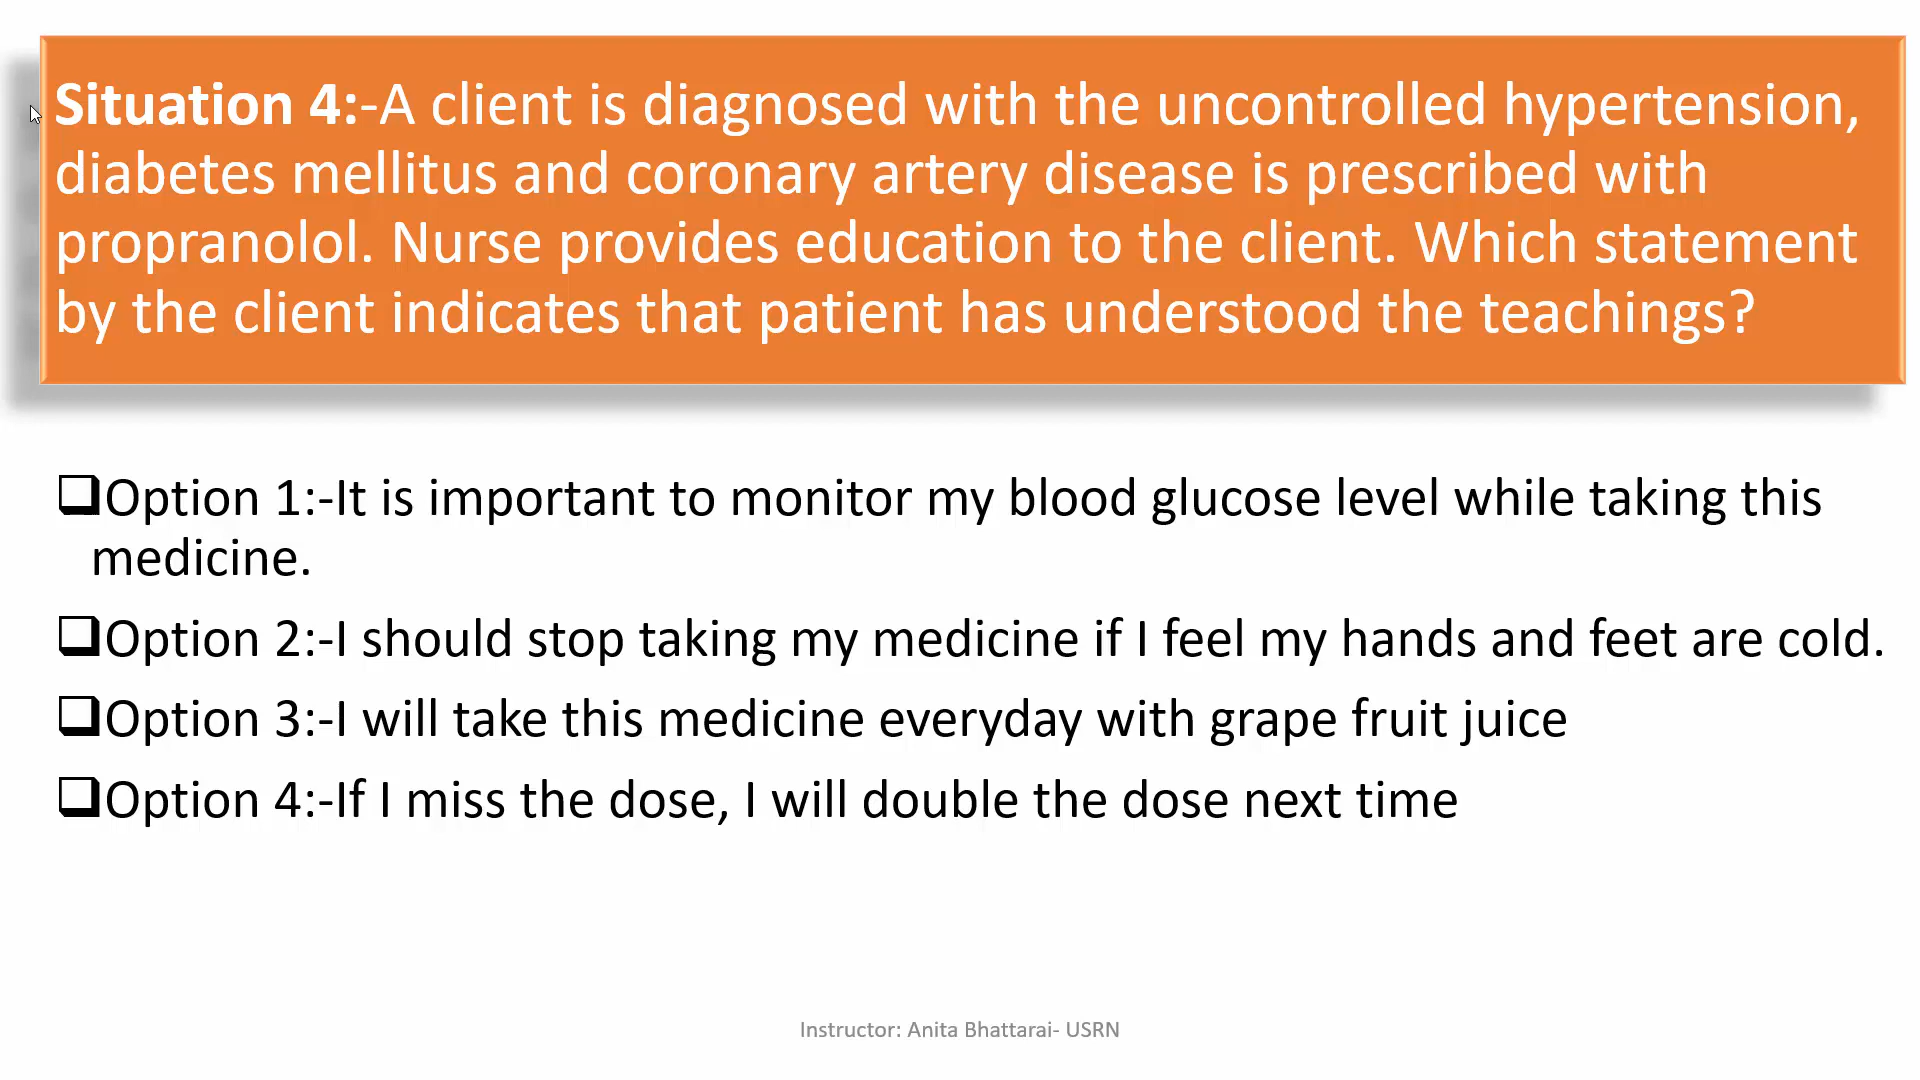 Situation 4:-A client is diagnosed with the uncontrolled hypertension,
diabetes mellitus and coronary artery disease is prescribed with
propranolol. Nurse provides education to the client. Which statement
by the client indicates that patient has understood the teachings?
Option 1:-It is important to monitor my blood glucose level while taking this
medicine.
Option 2:-I should stop taking my medicine if I feel my hands and feet are cold.
Option 3:-I will take this medicine everyday with grape fruit juice
Option 4:-If I miss the dose, I will double the dose next time
Instructor: Anita Bhattarai- USRN